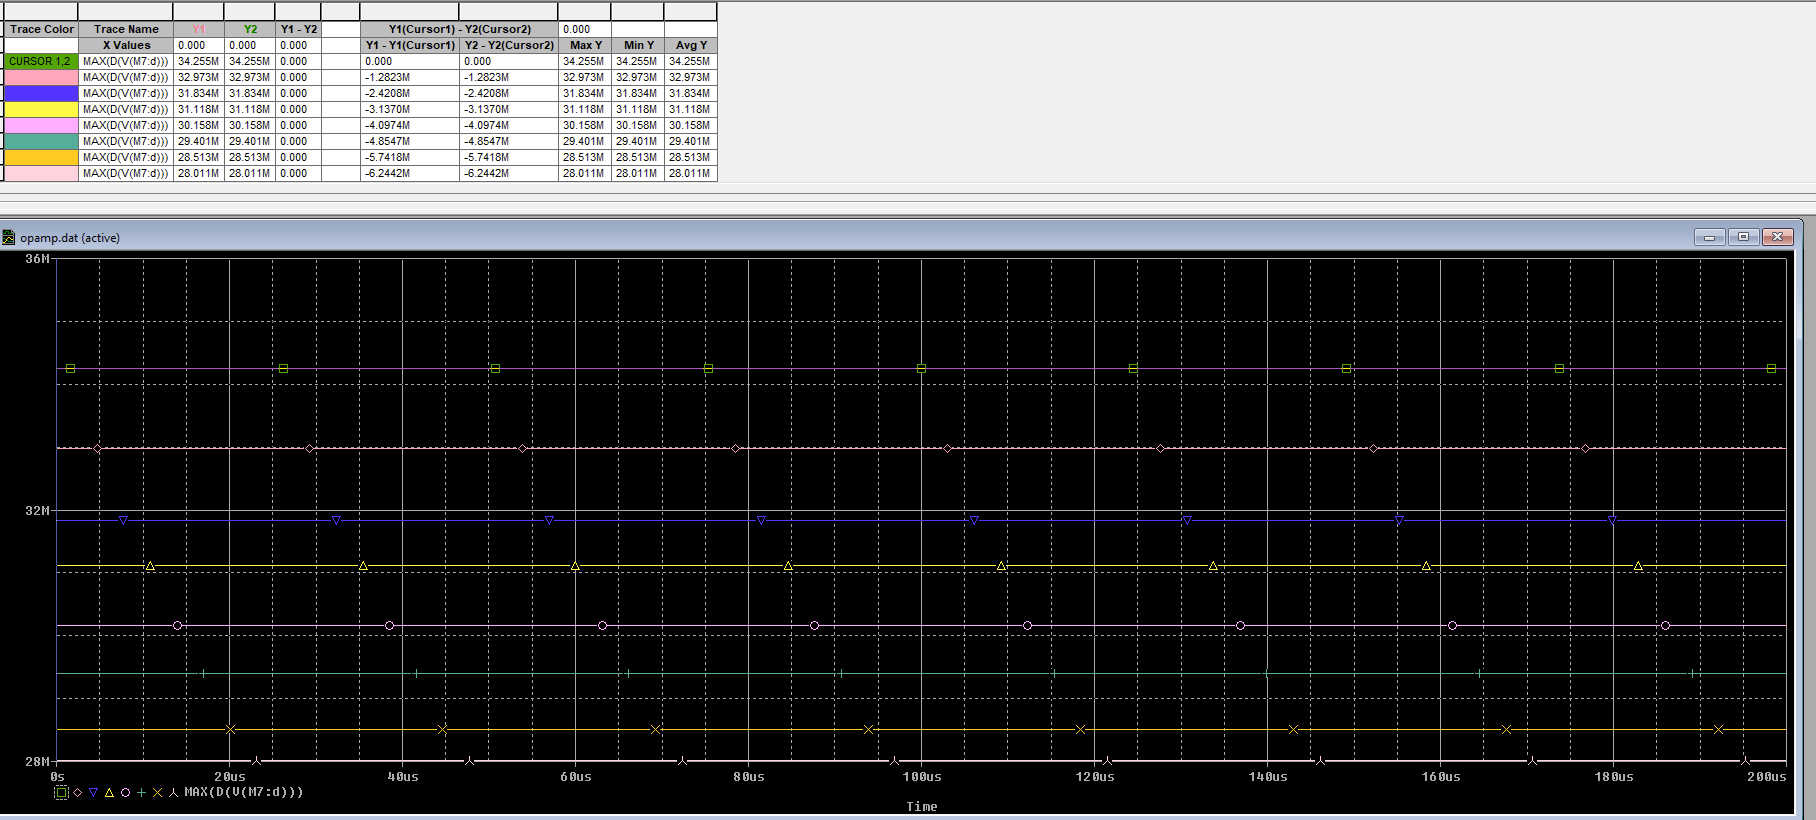 Y1(Cursor1) - Y2(Cursor2) 0.000
Trace Color Trace Name Y1 Y2 Y1 - Y2
X Values 0.000 0.000 0.000 Y1 - Y1(Cursor1) Y2 - Y2(Cursor2) Max Y Min Y Avg Y
CURSOR 1,2 MAX(D(V(M7:d))) 34.255M 34.255M 0.000 0.000 0.000 34.255M 34.255M 34.255M
MAX(D(V(M7:d))) 32.973M 32.973M 0.000 -1.2823M -1.2823M 32.973M 32.973M 32.973M
MAX(D(V(M7:d))) 31.834M 31.834M 0.000 -2.4208M -2.4208M 31.834M 31.834M 31.834M
MAX(D(V(M7:d))) 31.118M 31.118M 0.000 -3.1370M -3.1370M 31.118M 31.118M 31.118M
MAX(D(V(M7:d))) 30.158M 30.158M 0.000 -4.0974M -4.0974M 30.158M 30.158M 30.158M
MAX(D(V(M7:d))) 29.401M 29.401M 0.000 -4.8547M -4.8547M 29.401M 29.401M 29.401M
MAX(D(V(M7:d))) 28.513M 28.513M 0.000 -5.7418M -5.7418M 28.513M 28.513M 28.513M
MAX(D(V(M7:d))) 28.011M 28.011M 0.000 -6.2442M -6.2442M 28.011M 28.011M 28.011M
opamp.dat (active)
36M
32M
28M
0s 20us 40us 60us 80us 100us 120us 140us 160us 180us 200us
MAX(D(V(M7:d)))
Time